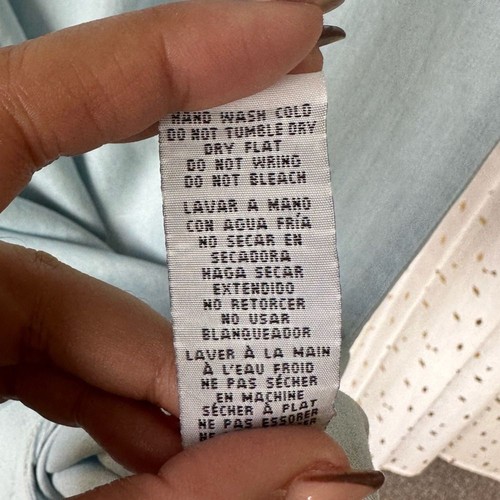 HAND WASH COLD
DO NOT TUMBLE DRY
DRY FLAT
DO NOT WRING
DO NOT BLEACH
LAVAR A MANO
CON AGUA FRÍA
NO SECAR EN
SECADORA
HAGA SECAR
EXTENDIDO
NO RETORCER
NO USAR
BLANQUEADOR
LAVER À LA MAIN
À L'EAU FROID
NE PAS SÉCHER
EN MACHINE
SÉCHER À PLAT
NE PAS ESSORER
NE